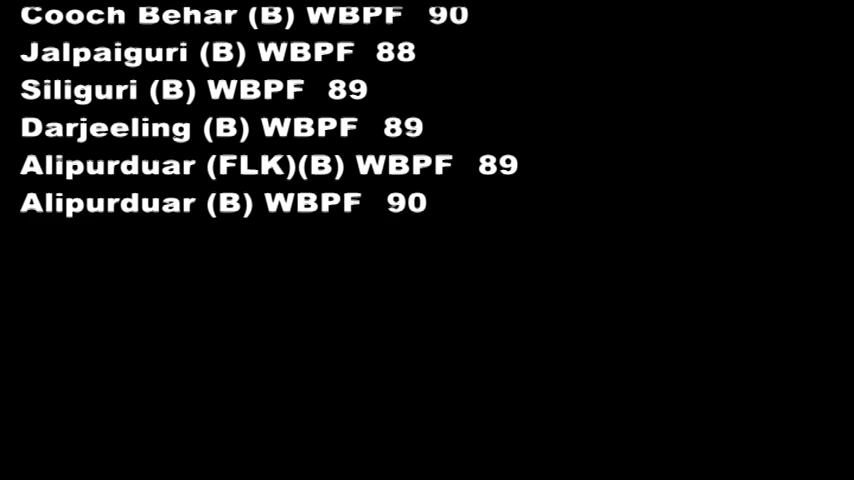 Cooch Behar (B) WBPF 90
Jalpaiguri (B) WBPF 88
Siliguri (B) WBPF 89
Darjeeling (B) WBPF 89
Alipurduar (FLK)(B) WBPF 89
Alipurduar (B) WBPF 90